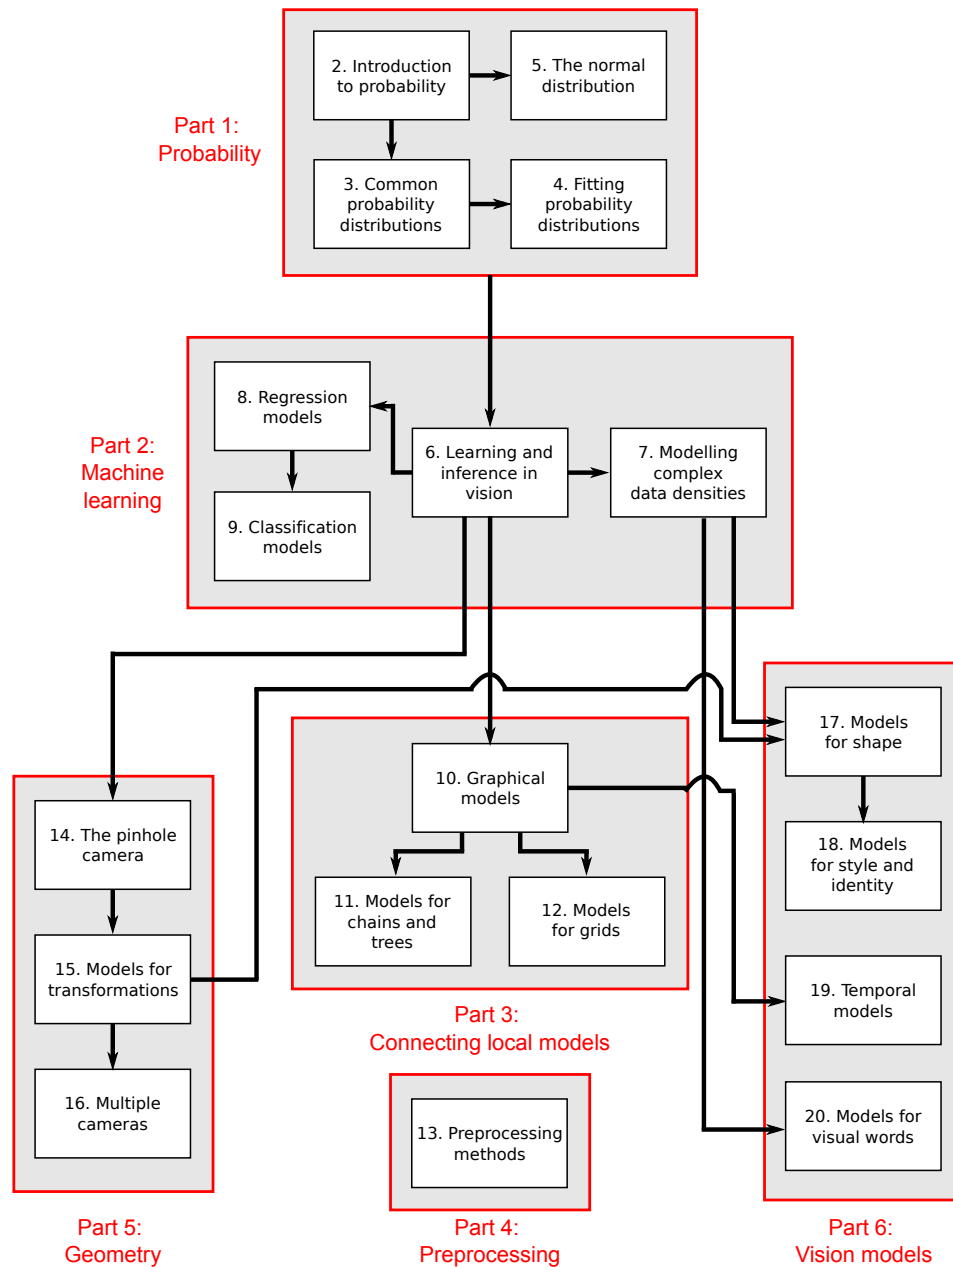 Part 1:
Probability
2. Introduction
to probability
5. The normal
distribution
3. Common
probability
distributions
4. Fitting
probability
distributions
Part 2:
Machine
learning
8. Regression
models
6. Learning and
inference in
vision
7. Modelling
complex
data densities
9. Classification
models
17. Models
for shape
10. Graphical
models
14. The pinhole
camera
18. Models
for style and
identity
11. Models for
chains and
trees
12. Models
for grids
15. Models for
transformations
19. Temporal
models
Part 3:
Connecting local models
16. Multiple
cameras
13. Preprocessing
methods
20. Models for
visual words
Part 5:
Geometry
Part 4:
Preprocessing
Part 6:
Vision models